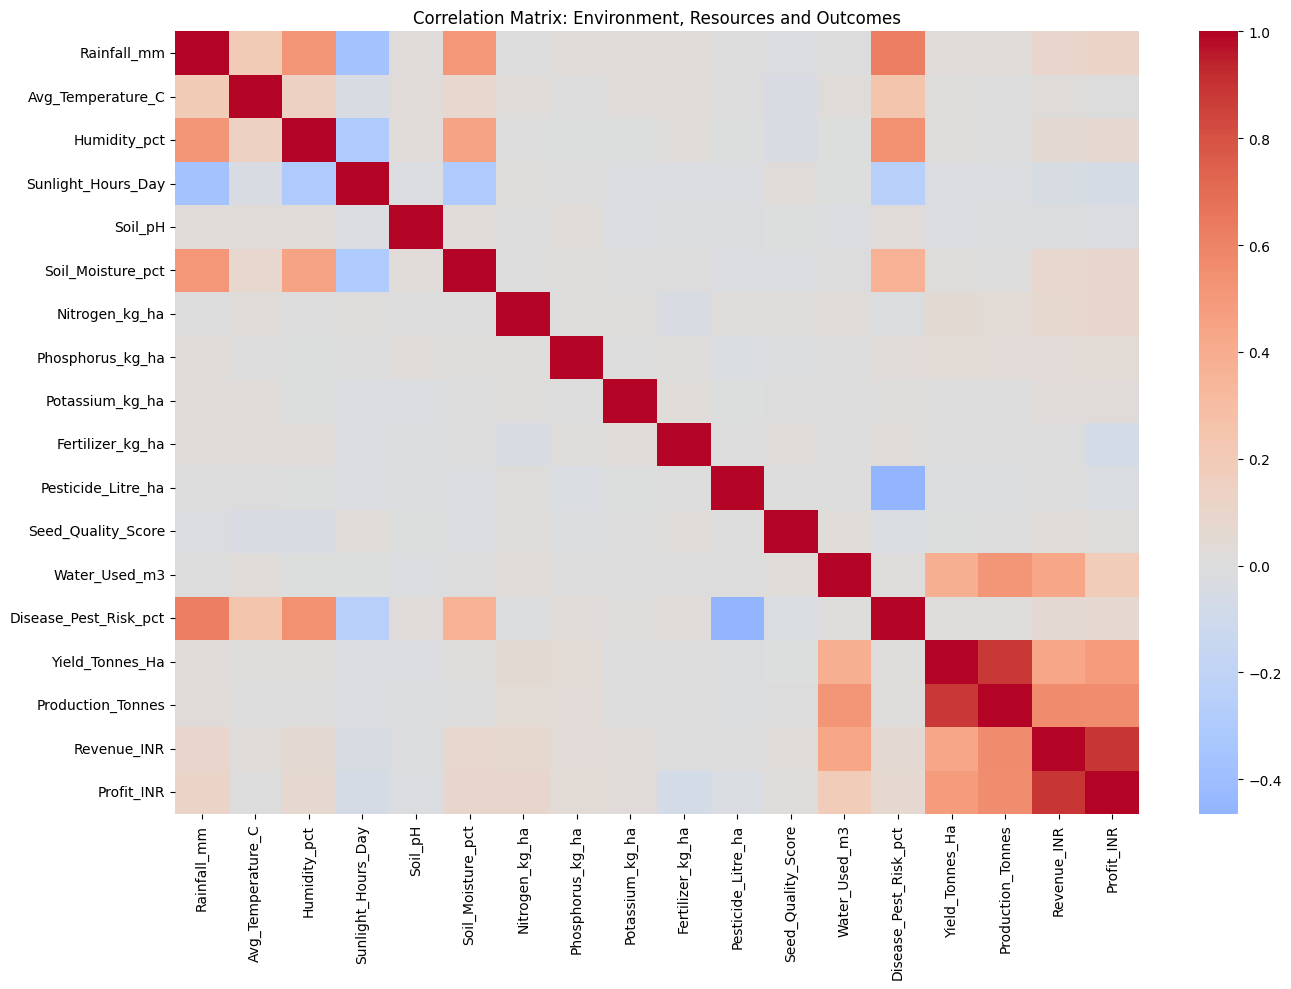 Correlation Matrix: Environment, Resources and Outcomes
Rainfall_mm
Avg_Temperature_C
Humidity_pct
Sunlight_Hours_Day
Soil_pH
Soil_Moisture_pct
Nitrogen_kg_ha
Phosphorus_kg_ha
Potassium_kg_ha
Fertilizer_kg_ha
Pesticide_Litre_ha
Seed_Quality_Score
Water_Used_m3
Disease_Pest_Risk_pct
Yield_Tonnes_Ha
Production_Tonnes
Revenue_INR
Profit_INR
Rainfall_mm
Avg_Temperature_C
Humidity_pct
Sunlight_Hours_Day
Soil_pH
Soil_Moisture_pct
Nitrogen_kg_ha
Phosphorus_kg_ha
Potassium_kg_ha
Fertilizer_kg_ha
Pesticide_Litre_ha
Seed_Quality_Score
Water_Used_m3
Disease_Pest_Risk_pct
Yield_Tonnes_Ha
Production_Tonnes
Revenue_INR
Profit_INR
1.0
0.8
0.6
0.4
0.2
0.0
−0.2
−0.4